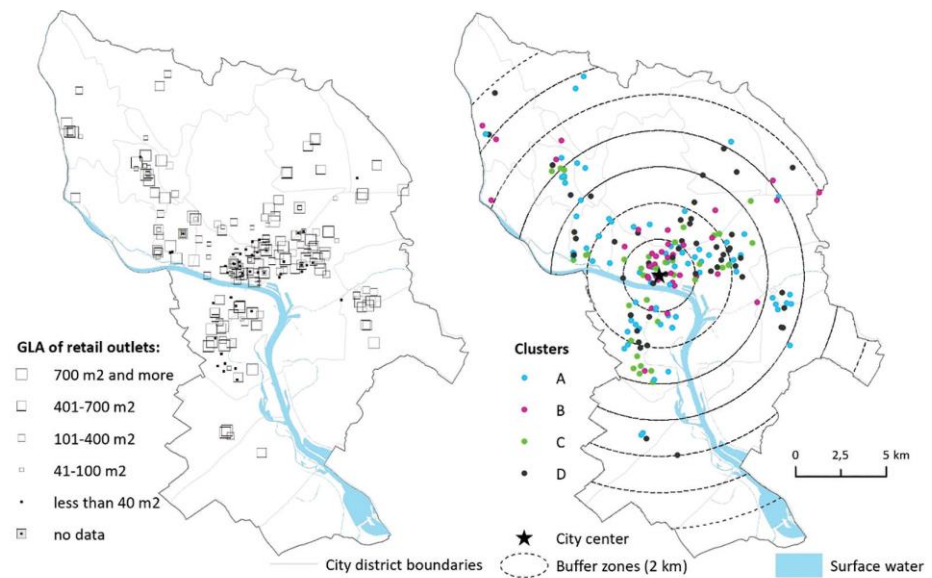 GLA of retail outlets:
700 m2 and more
401-700 m2
101-400 m2
41-100 m2
less than 40 m2
no data
Clusters
A
B
C
D
0 2,5 5 km
City center
City district boundaries
Buffer zones (2 km)
Surface water